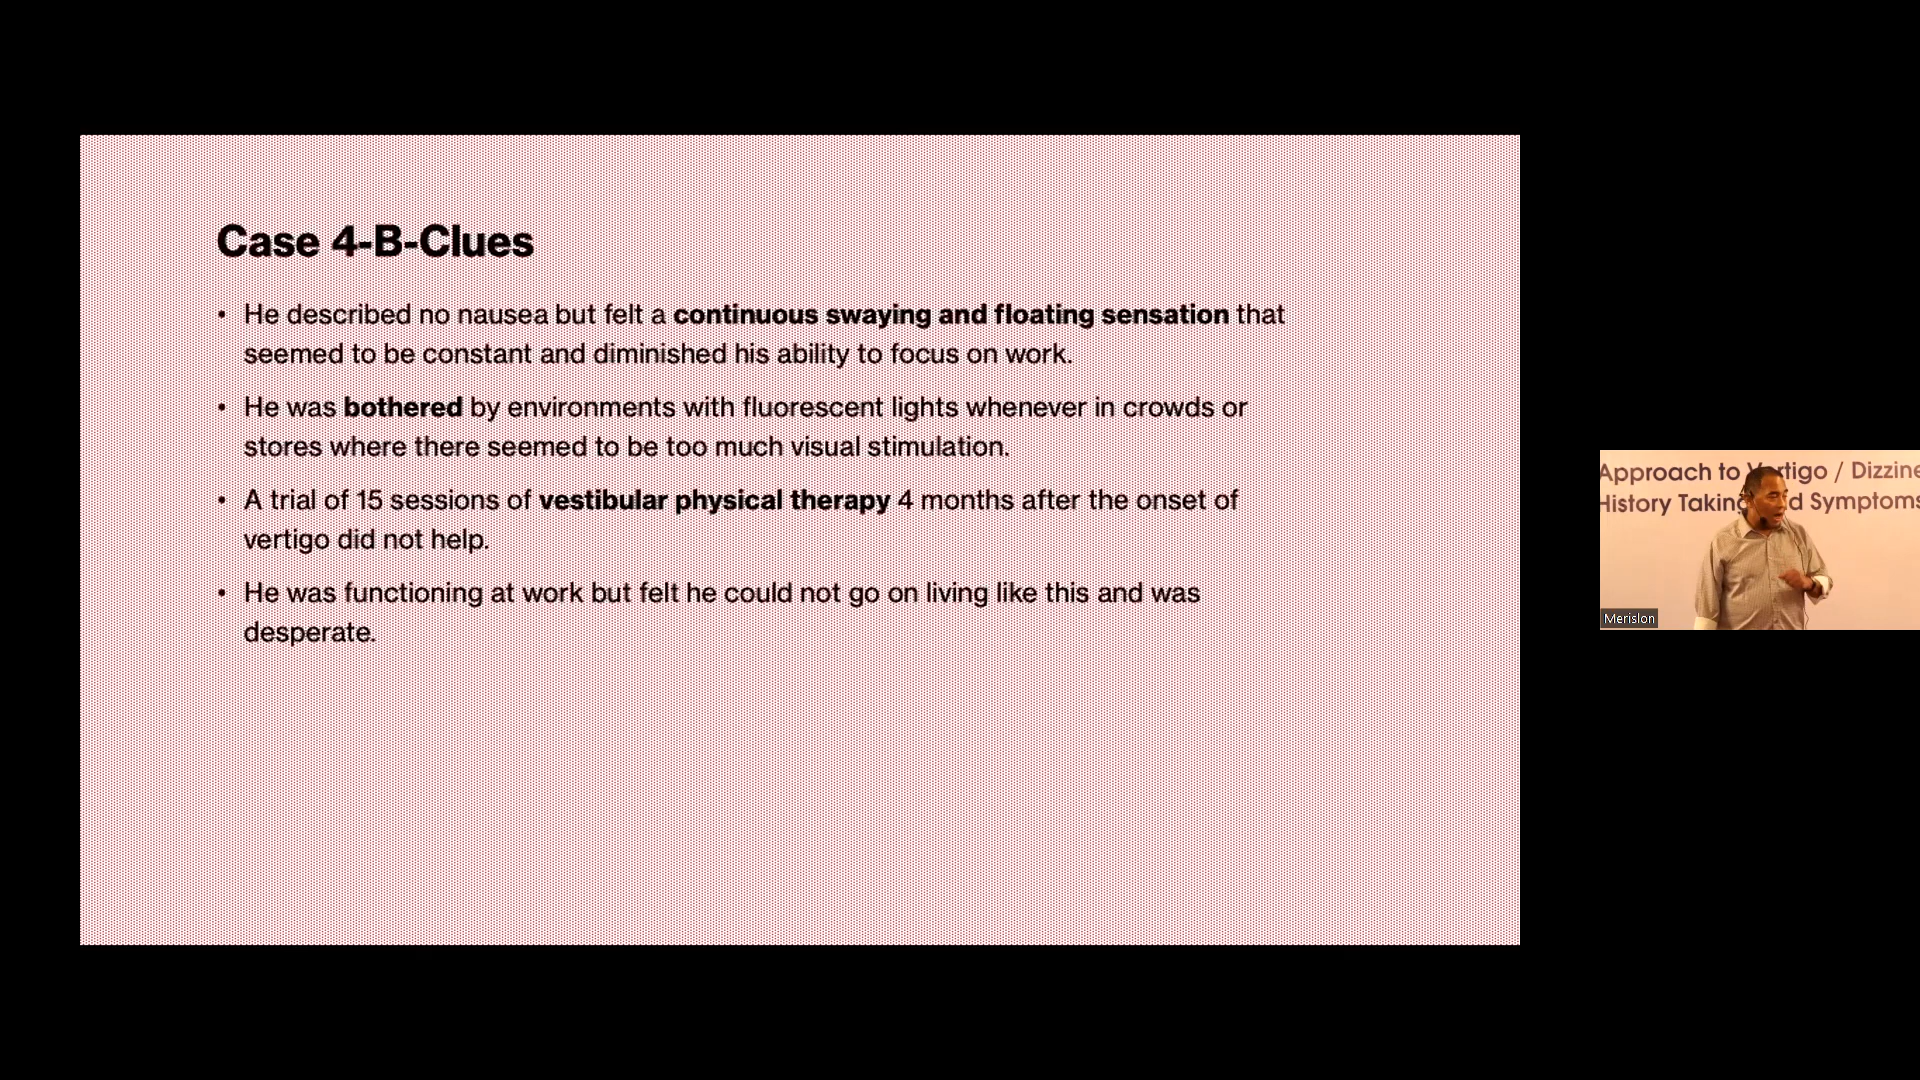 Case 4-B-Clues
• He described no nausea but felt a continuous swaying and floating sensation that
seemed to be constant and diminished his ability to focus on work.
• He was bothered by environments with fluorescent lights whenever in crowds or
stores where there seemed to be too much visual stimulation.
• A trial of 15 sessions of vestibular physical therapy 4 months after the onset of
vertigo did not help.
• He was functioning at work but felt he could not go on living like this and was
desperate.
Approach to Vertigo / Dizzine
History Taking d Symptoms
Merislon